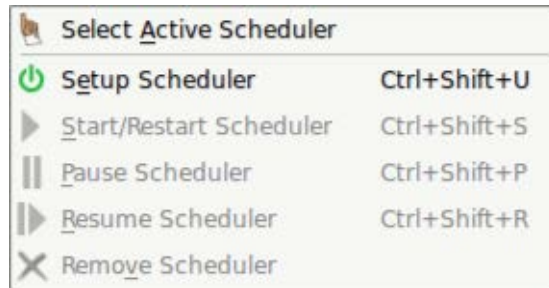 Select Active Scheduler
Setup Scheduler Ctrl+Shift+U
Start/Restart Scheduler Ctrl+Shift+S
Pause Scheduler Ctrl+Shift+P
Resume Scheduler Ctrl+Shift+R
Remove Scheduler